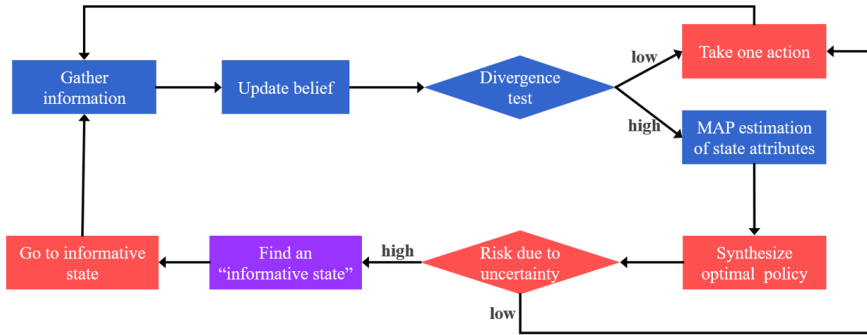 Gather
information
Update belief
Divergence
test
low
high
Take one action
MAP estimation
of state attributes
Go to informative
state
Find an
“informative state”
high
Risk due to
uncertainty
low
Synthesize
optimal policy